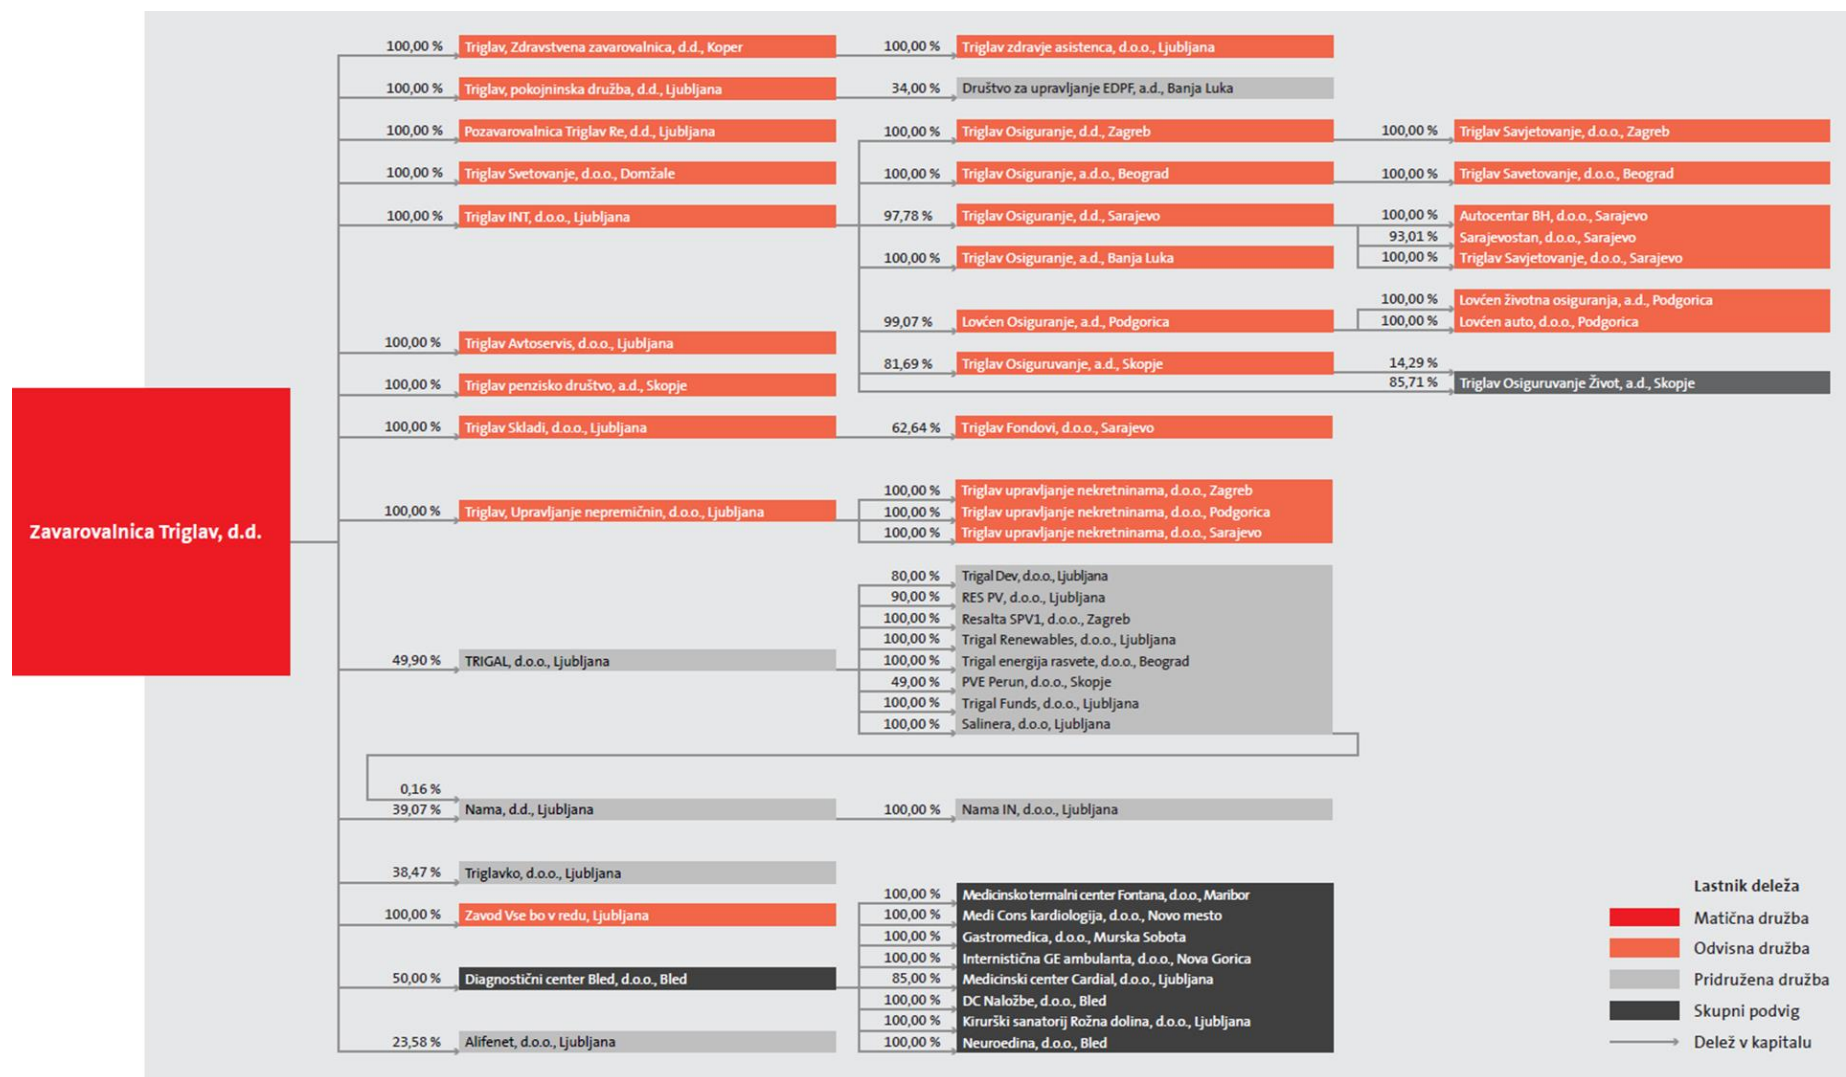 100,00 % Triglav, Zdravstvena zavarovalnica, d.d., Koper 100,00 % Triglav zdravje asistenca, d.o.o., Ljubljana
100,00 % Triglav, pokojninska družba, d.d., Ljubljana 34,00 % Društvo za upravljanje EDPF, a.d., Banja Luka
100,00 % Pozavarovalnica Triglav Re, d.d., Ljubljana 100,00 % Triglav Osiguranje, d.d., Zagreb 100,00 % Triglav Savjetovanje, d.o.o., Zagreb
100,00 % Triglav Svetovanje, d.o.o., Domžale 100,00 % Triglav Osiguranje, a.d.o., Beograd 100,00 % Triglav Savetovanje, d.o.o., Beograd
100,00 % Triglav INT, d.o.o., Ljubljana 97,78 % Triglav Osiguranje, d.d., Sarajevo 100,00 % Autocentar BH, d.o.o., Sarajevo
93,01 % Sarajevostan, d.o.o., Sarajevo
100,00 % Triglav Osiguranje, a.d., Banja Luka 100,00 % Triglav Savjetovanje, d.o.o., Sarajevo
100,00 % Lovćen životna osiguranja, a.d., Podgorica
99,07 % Lovćen Osiguranje, a.d., Podgorica 100,00 % Lovćen auto, d.o.o., Podgorica
100,00 % Triglav Avtoservis, d.o.o., Ljubljana
81,69 % Triglav Osiguruvanje, a.d., Skopje 14,29 %
100,00 % Triglav penzisko društvo, a.d., Skopje 85,71 % Triglav Osiguruvanje Život, a.d., Skopje
100,00 % Triglav Skladi, d.o.o., Ljubljana 62,64 % Triglav Fondovi, d.o.o., Sarajevo
100,00 % Triglav upravljanje nekretninama, d.o.o., Zagreb
100,00 % Triglav, Upravljanje nepremičnin, d.o.o., Ljubljana 100,00 % Triglav upravljanje nekretninama, d.o.o., Podgorica
Zavarovalnica Triglav, d.d. 100,00 % Triglav upravljanje nekretninama, d.o.o., Sarajevo
80,00 % Trigal Dev, d.o.o., Ljubljana
90,00 % RES PV, d.o.o., Ljubljana
100,00 % Resalta SPV1, d.o.o., Zagreb
100,00 % Trigal Renewables, d.o.o., Ljubljana
49,90 % TRIGAL, d.o.o., Ljubljana 100,00 % Trigal energija rasvete, d.o.o., Beograd
49,00 % PVE Perun, d.o.o., Skopje
100,00 % Trigal Funds, d.o.o., Ljubljana
100,00 % Salinera, d.o.o, Ljubljana
0,16 %
39,07 % Nama, d.d., Ljubljana 100,00 % Nama IN, d.o.o., Ljubljana
38,47 % Triglavko, d.o.o., Ljubljana
100,00 % Medicinsko termalni center Fontana, d.o.o., Maribor
100,00 % Zavod Vse bo v redu, Ljubljana 100,00 % Medi Cons kardiologija, d.o.o., Novo mesto
100,00 % Gastromedica, d.o.o., Murska Sobota
100,00 % Internistična GE ambulanta, d.o.o., Nova Gorica
50,00 % Diagnostični center Bled, d.o.o., Bled 85,00 % Medicinski center Cardial, d.o.o., Ljubljana
100,00 % DC Naložbe, d.o.o., Bled
100,00 % Kirurški sanatorij Rožna dolina, d.o.o., Ljubljana
23,58 % Alifenet, d.o.o., Ljubljana 100,00 % Neuroedina, d.o.o., Bled
Lastnik deleža
Matična družba
Odvisna družba
Pridružena družba
Skupni podvig
Delež v kapitalu